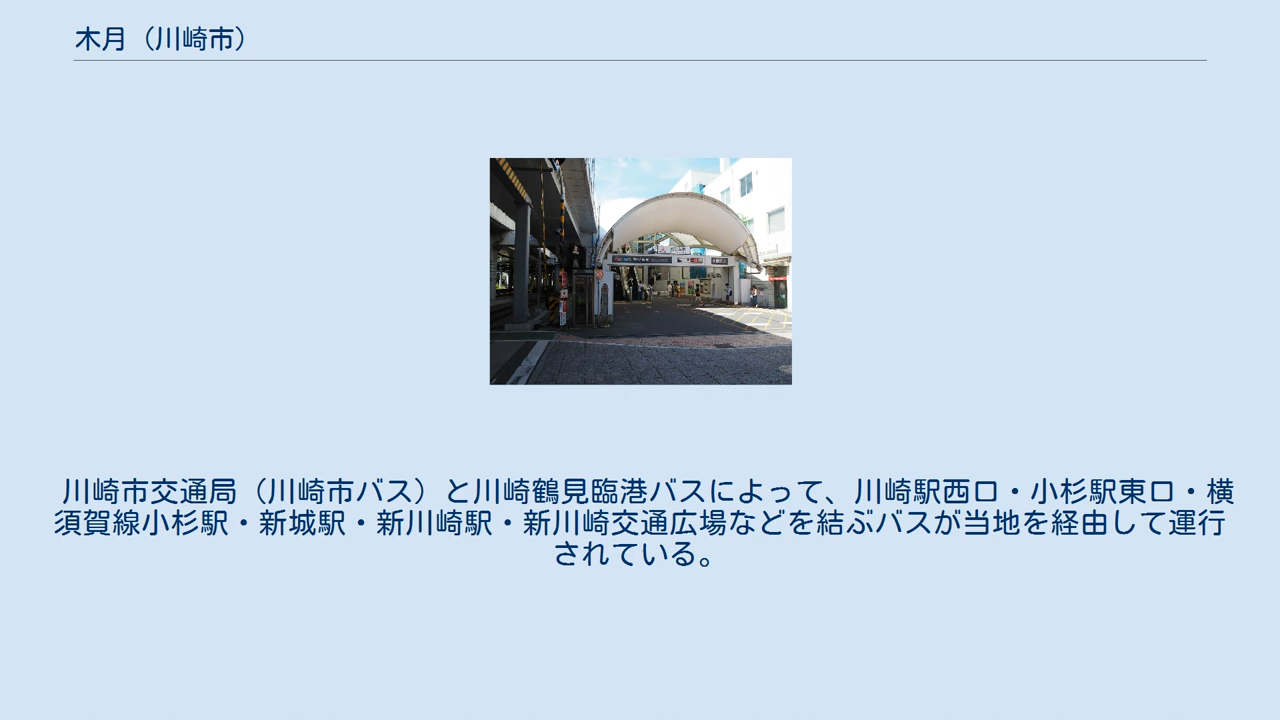 木月（川崎市）
川崎市交通局（川崎市バス）と川崎鶴見臨港バスによって、川崎駅西口・小杉駅東口・横
須賀線小杉駅・新城駅・新川崎駅・新川崎交通広場などを結ぶバスが当地を経由して運行
されている。